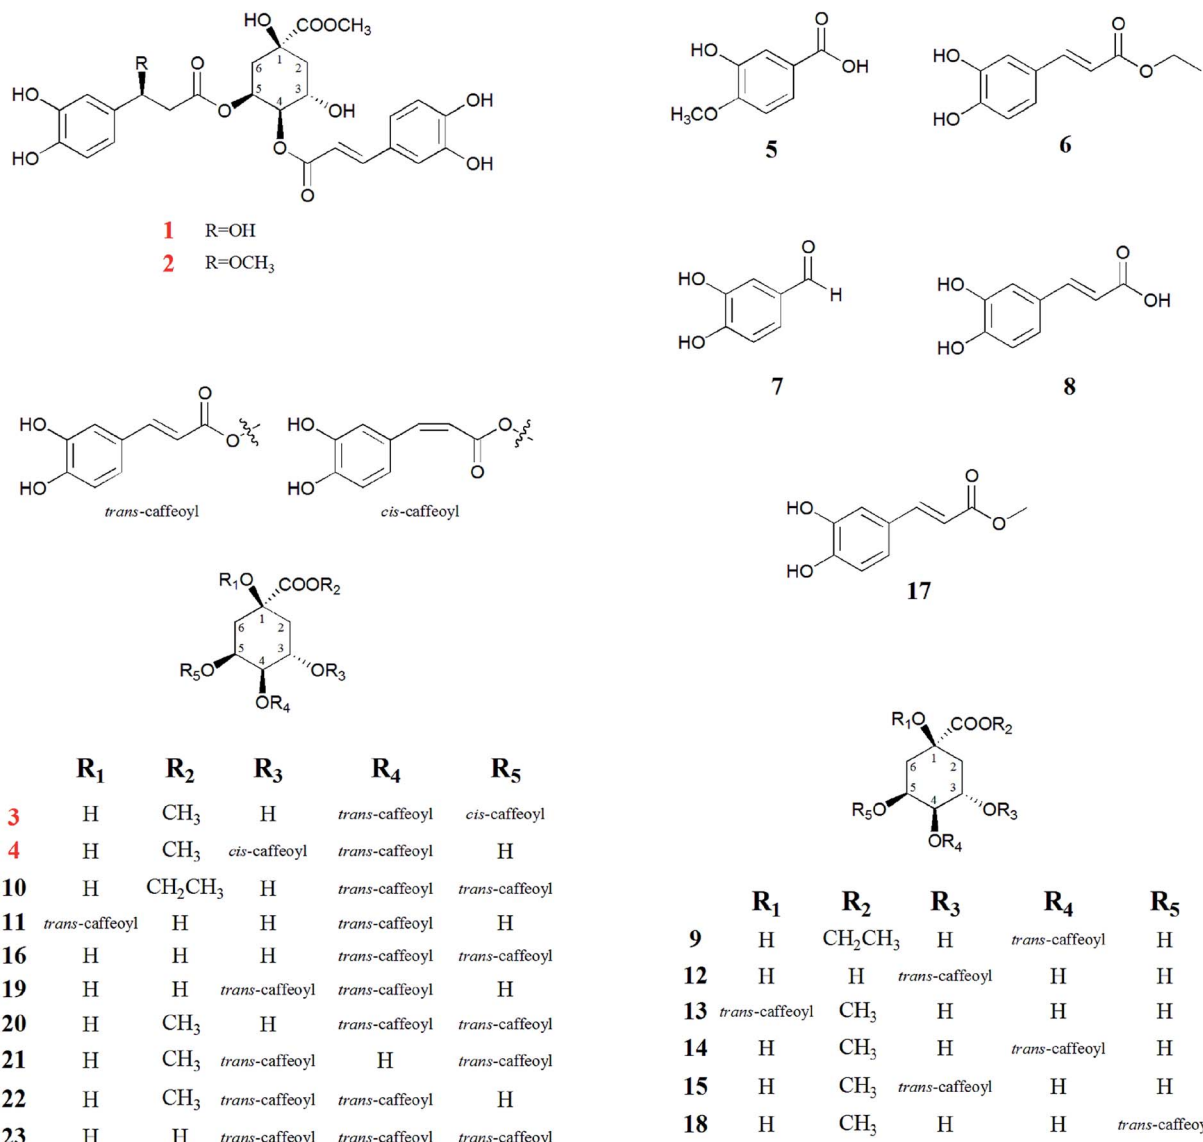 HO COOCH3
R O 6 1 2
HO 5 4 3
O OH OH
HO O OH
O
1 R=OH
2 R=OCH3
O
HO OH
H3CO
5
O
HO O
HO
6
O
HO H
HO
7
O
HO OH
HO
8
O
HO O
HO
trans-caffeoyl
HO O
HO O
cis-caffeoyl
O
HO O
HO
17
R1O COOR2
6 1 2
5 4 3
R5O OR3
OR4
R1 R2 R3 R4 R5
3 H CH3 H trans-caffeoyl cis-caffeoyl
4 H CH3 cis-caffeoyl trans-caffeoyl H
10 H CH2CH3 H trans-caffeoyl trans-caffeoyl
11 trans-caffeoyl H H trans-caffeoyl H
16 H H H trans-caffeoyl trans-caffeoyl
19 H H trans-caffeoyl trans-caffeoyl H
20 H CH3 H trans-caffeoyl trans-caffeoyl
21 H CH3 trans-caffeoyl H trans-caffeoyl
22 H CH3 trans-caffeoyl trans-caffeoyl H
23 H H trans-caffeoyl trans-caffeoyl trans-caffeoyl
R1O COOR2
6 1 2
5 4 3
R5O OR3
OR4
R1 R2 R3 R4 R5
9 H CH2CH3 H trans-caffeoyl H
12 H H trans-caffeoyl H H
13 trans-caffeoyl CH3 H H H
14 H CH3 H trans-caffeoyl H
15 H CH3 trans-caffeoyl H H
18 H CH3 H H trans-caffeoy